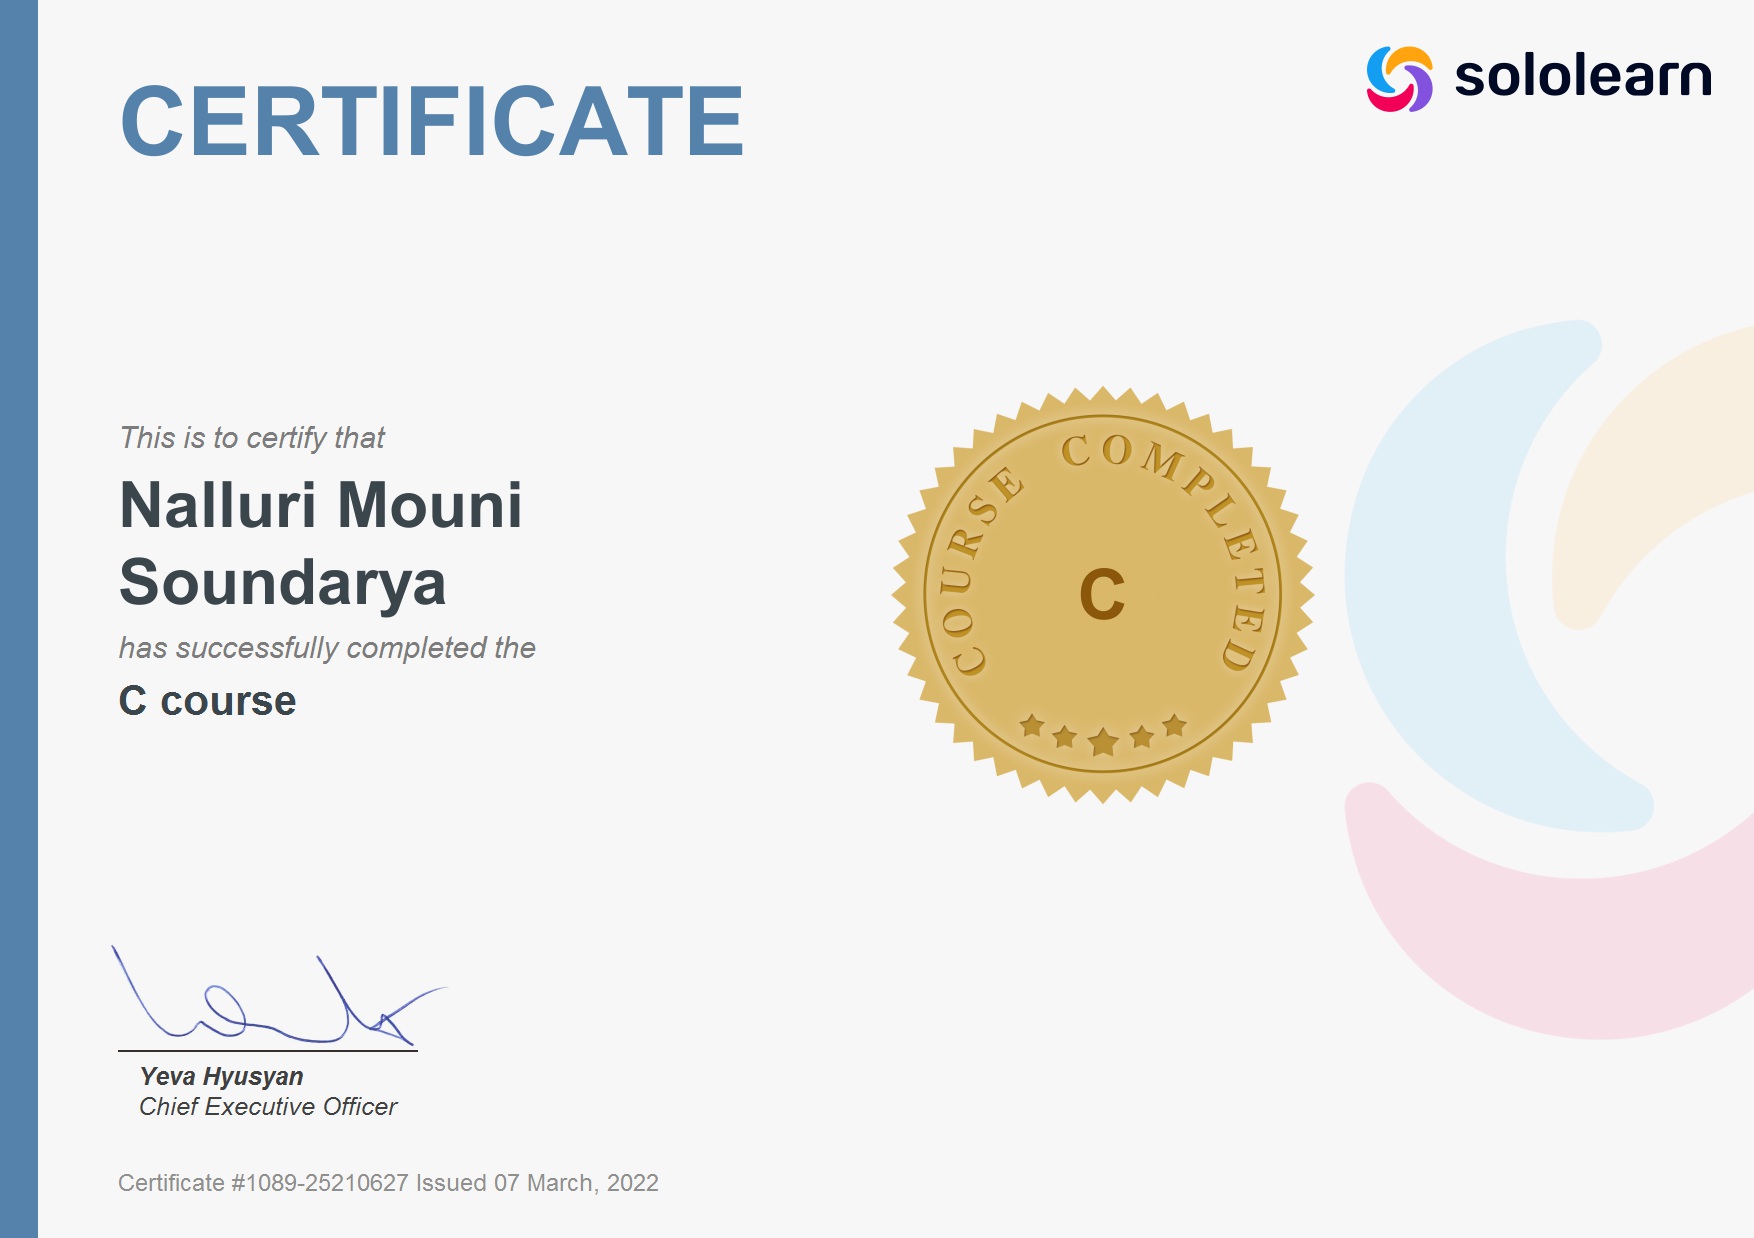 CERTIFICATE
sololearn
This is to certify that
Nalluri Mouni
Soundarya
has successfully completed the
C course
COURSE COMPLETED
C
Yeva Hyusyan
Chief Executive Officer
Certificate #1089-25210627 Issued 07 March, 2022